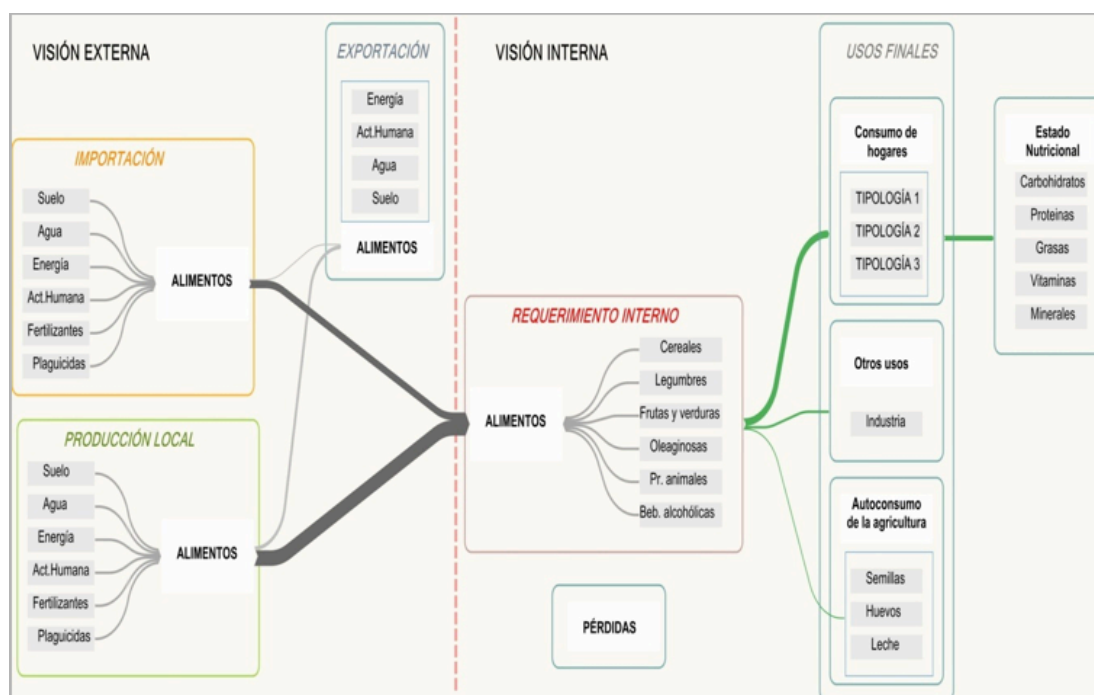 VISIÓN EXTERNA
IMPORTACIÓN
Suelo
Agua
Energía
Act.Humana
Fertilizantes
Plaguicidas
ALIMENTOS
PRODUCCIÓN LOCAL
Suelo
Agua
Energía
Act.Humana
Fertilizantes
Plaguicidas
ALIMENTOS
EXPORTACIÓN
Energía
Act.Humana
Agua
Suelo
ALIMENTOS
VISIÓN INTERNA
REQUERIMIENTO INTERNO
ALIMENTOS
Cereales
Legumbres
Frutas y verduras
Oleaginosas
Pr. animales
Beb. alcohólicas
PÉRDIDAS
USOS FINALES
Consumo de
hogares
TIPOLOGÍA 1
TIPOLOGÍA 2
TIPOLOGÍA 3
Otros usos
Industria
Autoconsumo
de la agricultura
Semillas
Huevos
Leche
Estado
Nutricional
Carbohidratos
Proteinas
Grasas
Vitaminas
Minerales